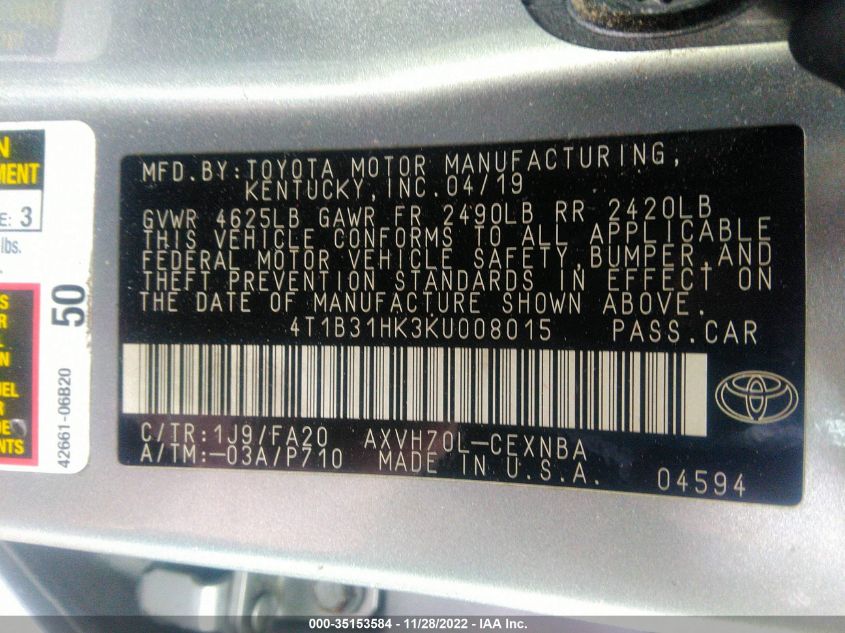 N
MENT
E: 3
lbs.
50
42661-06B20
MFD.BY:TOYOTA MOTOR MANUFACTURING,
KENTUCKY,INC.04/19
GVWR 4625LB GAWR FR 2490LB RR 2420LB
THIS VEHICLE CONFORMS TO ALL APPLICABLE
FEDERAL MOTOR VEHICLE SAFETY,BUMPER,AND
THEFT PREVENTION STANDARDS IN EFFECT ON
THE DATE OF MANUFACTURE SHOWN ABOVE.
4T1B31HK3KU008015 PASS.CAR
C/TR:1J9/FA20 AXVH70L-CEXNBA
A/TM:-03A/P710 MADE IN U.S.A.
04594
000-35153584 - 11/28/2022 - IAA Inc.